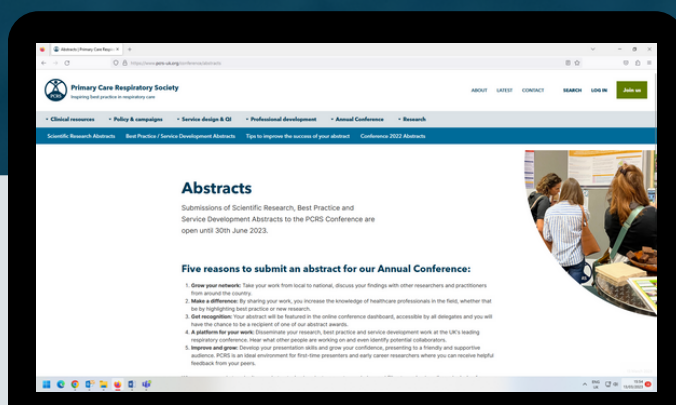 Abstracts | Primary Care Respir
https://www.pcrs-uk.org/conference/abstracts
PCRS
Primary Care Respiratory Society
Inspiring best practice in respiratory care
ABOUT LATEST CONTACT SEARCH LOG IN Join us
Clinical resources Policy & campaigns Service design & QI Professional development Annual Conference Research
Scientific Research Abstracts Best Practice / Service Development Abstracts Tips to improve the success of your abstract Conference 2022 Abstracts
Abstracts
Submissions of Scientific Research, Best Practice and
Service Development Abstracts to the PCRS Conference are
open until 30th June 2023.
Five reasons to submit an abstract for our Annual Conference:
1. Grow your network: Take your work from local to national, discuss your findings with other researchers and practitioners
from around the country.
2. Make a difference: By sharing your work, you increase the knowledge of healthcare professionals in the field, whether that
be by highlighting best practice or new research.
3. Get recognition: Your abstract will be featured in the online conference dashboard, accessible by all delegates and you will
have the chance to be a recipient of one of our abstract awards.
4. A platform for your work: Disseminate your research, best practice and service development work at the UK's leading
respiratory conference. Hear what other people are working on and even identify potential collaborators.
5. Improve and grow: Develop your presentation skills and grow your confidence, presenting to a friendly and supportive
audience. PCRS is an ideal environment for first-time presenters and early career researchers where you can receive helpful
feedback from your peers.
ENG
UK